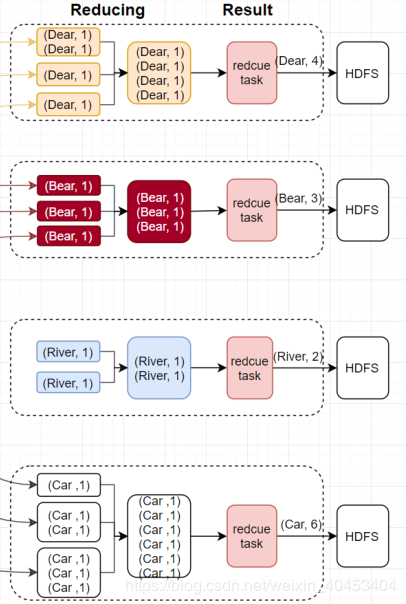 Reducing
Result
(Dear, 1)
(Dear, 1)
(Dear, 1)
(Dear, 1)
(Dear, 1)
(Dear, 1)
(Dear, 1)
(Dear, 1)
redcue
task
(Dear, 4)
HDFS
(Bear, 1)
(Bear, 1)
(Bear, 1)
(Bear, 1)
(Bear, 1)
(Bear, 1)
redcue
task
(Bear, 3)
HDFS
(River, 1)
(River, 1)
(River, 1)
(River, 1)
redcue
task
(River, 2)
HDFS
(Car ,1)
(Car ,1)
(Car ,1)
(Car ,1)
(Car ,1)
(Car ,1)
(Car ,1)
(Car ,1)
(Car ,1)
(Car ,1)
(Car ,1)
(Car ,1)
redcue
task
(Car, 6)
HDFS
https://blog.csdn.net/weixin_40453404